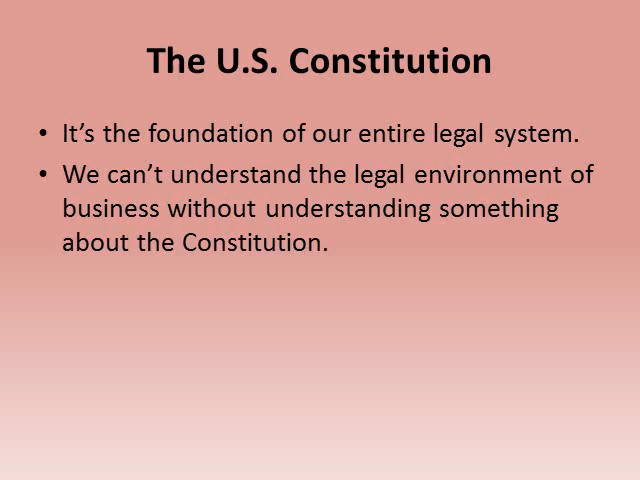 The U.S. Constitution
• It’s the foundation of our entire legal system.
• We can’t understand the legal environment of
business without understanding something
about the Constitution.